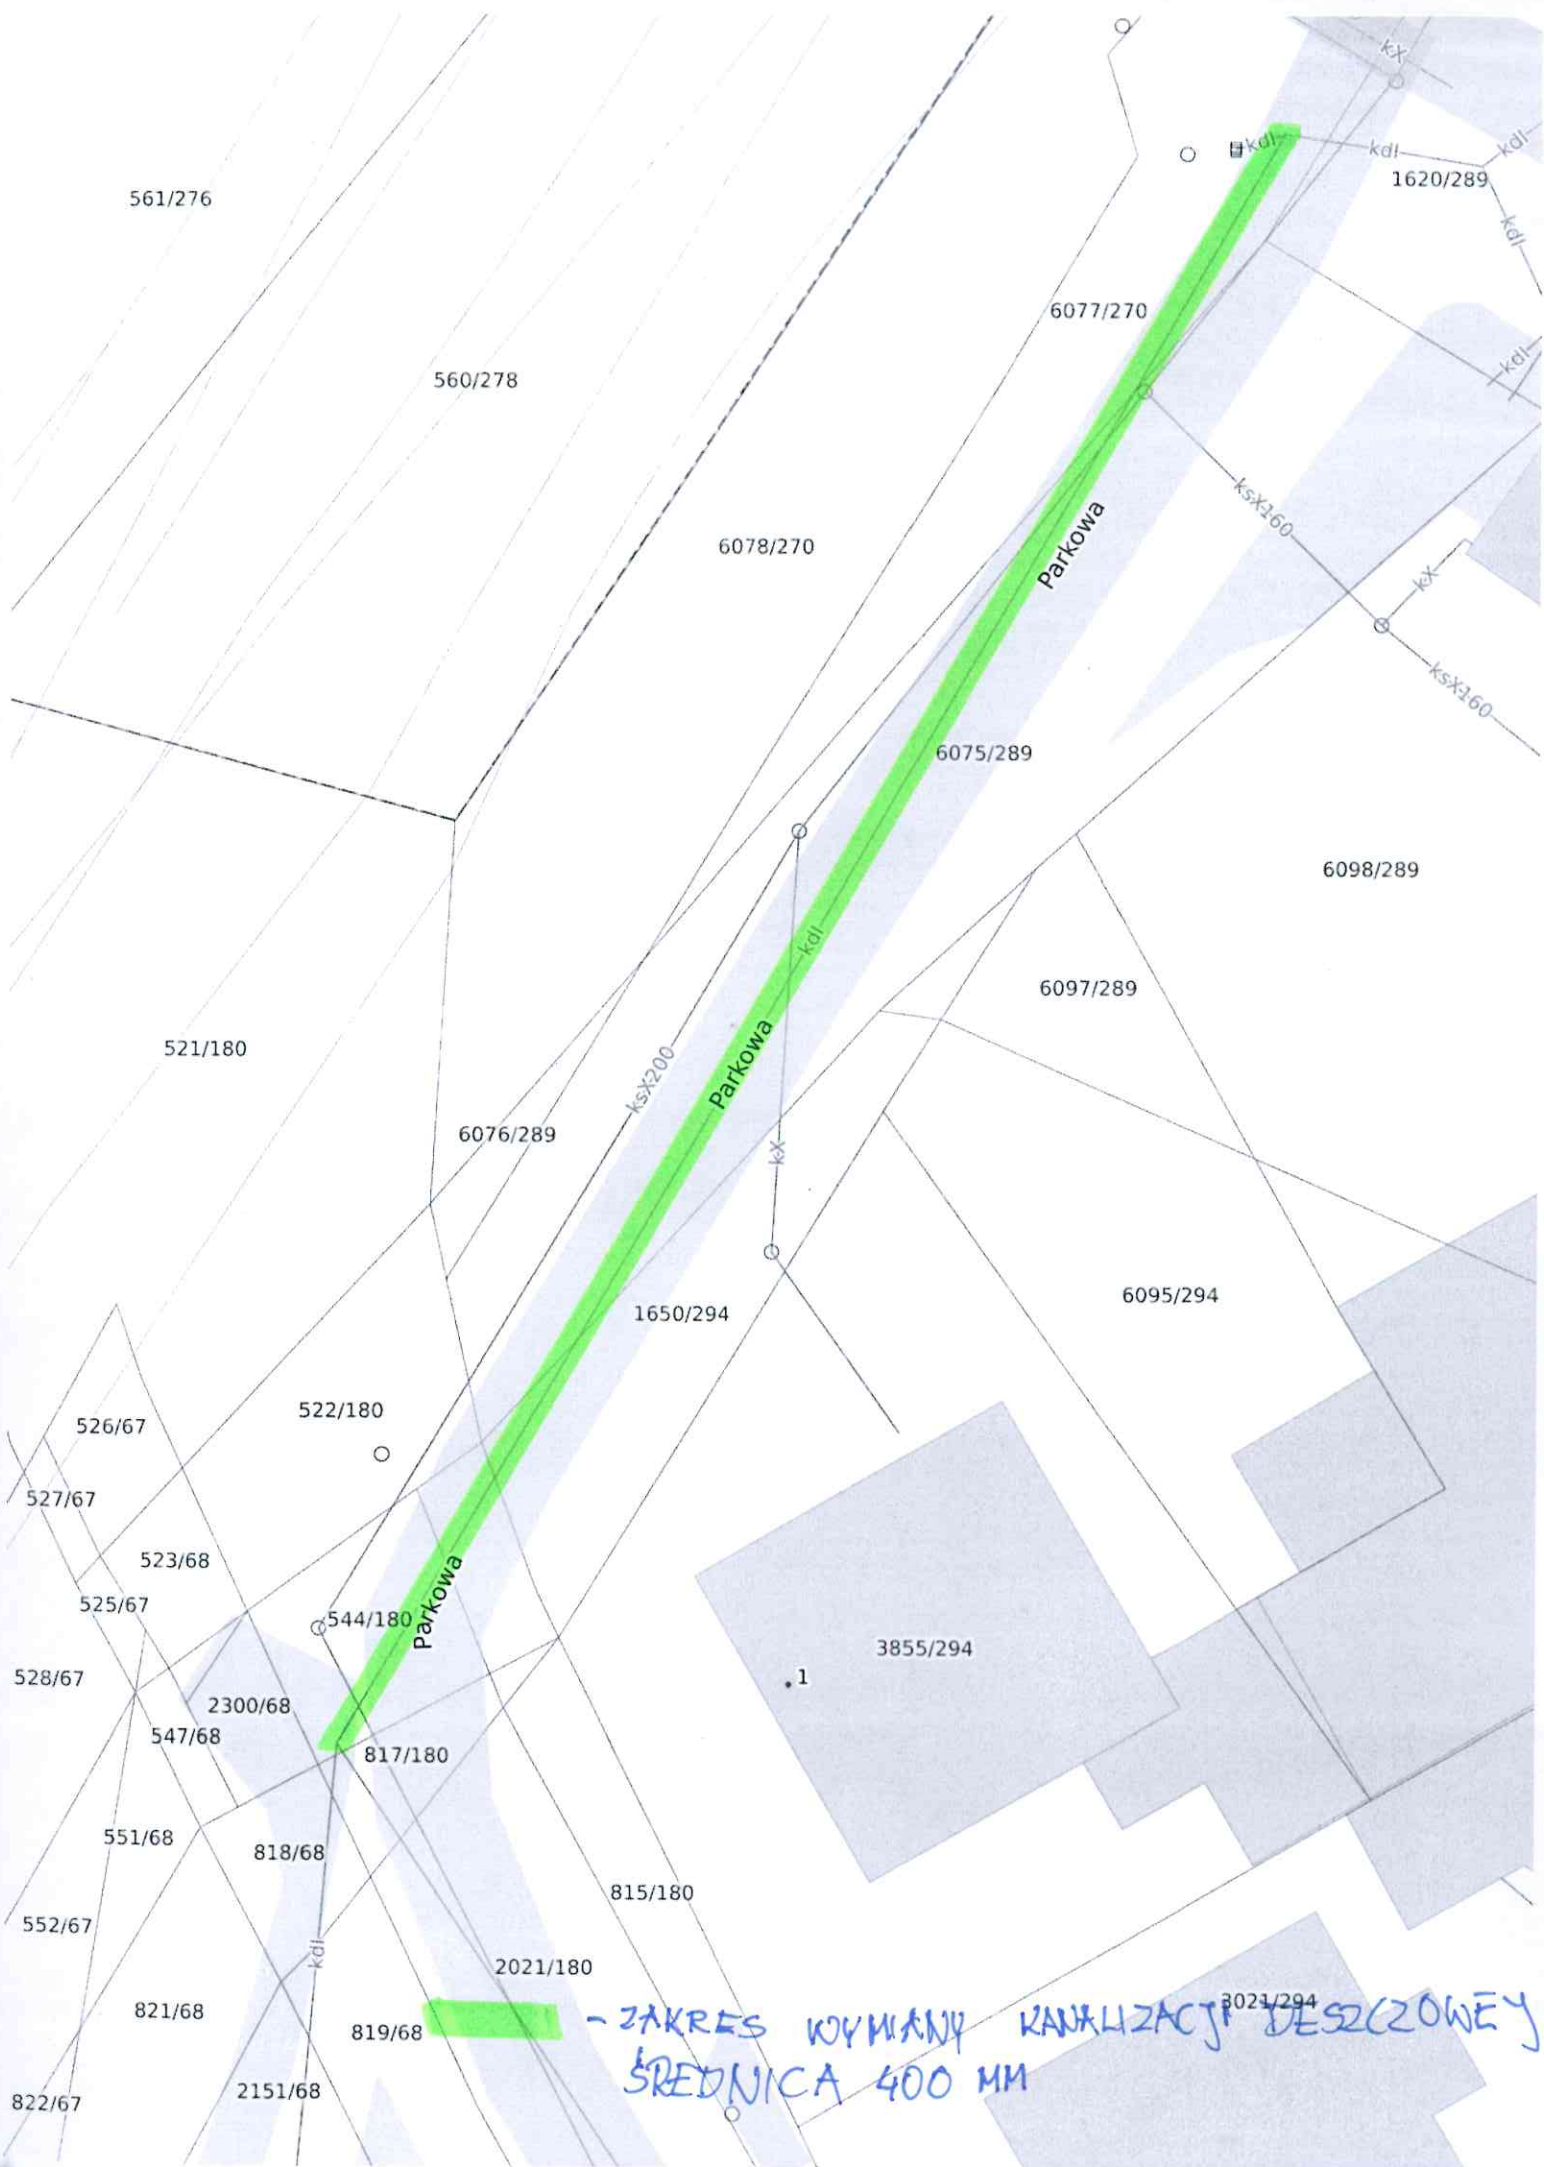 kX
kdl
kdl
kdl
561/276
1620/289
kdl
6077/270
kdl
560/278
ksX160
Parkowa
6078/270
kX
ksX160
6075/289
6098/289
kdl
6097/289
521/180
Parkowa
ksX200
6076/289
kX
6095/294
1650/294
522/180
526/67
527/67
523/68
Parkowa
525/67
544/180
3855/294
528/67
1
2300/68
547/68
817/180
551/68
818/68
815/180
552/67
kdl
2021/180
821/68
819/68
3021/294
- ZAKRES WYMIANY KANALIZACJI DESZCZOWEJ
ŚREDNICA 400 MM
2151/68
822/67